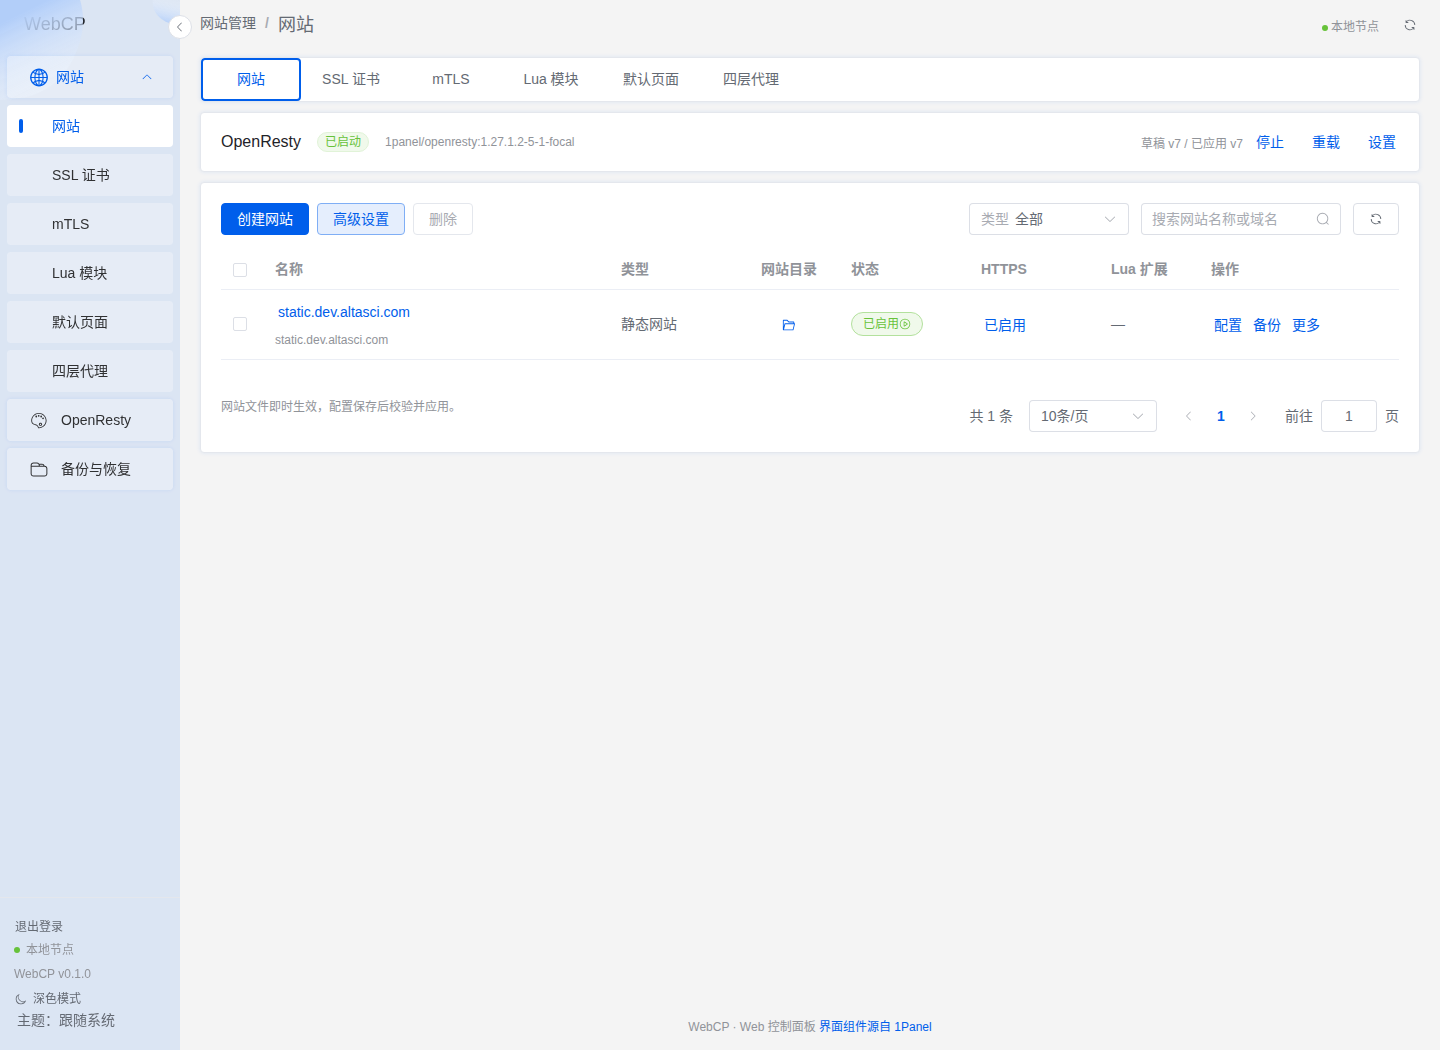 WebCP
网站
网站
SSL 证书
mTLS
Lua 模块
默认页面
四层代理
OpenResty
备份与恢复
退出登录
本地节点
WebCP v0.1.0
深色模式
主题：跟随系统
网站管理 / 网站
本地节点
网站 SSL 证书 mTLS Lua 模块 默认页面 四层代理
OpenResty 已启动 1panel/openresty:1.27.1.2-5-1-focal 草稿 v7 / 已应用 v7 停止 重载 设置
创建网站 高级设置 删除 类型 全部 搜索网站名称或域名
名称 类型 网站目录 状态 HTTPS Lua 扩展 操作
static.dev.altasci.com
静态网站 已启用 已启用 — 配置 备份 更多
static.dev.altasci.com
网站文件即时生效，配置保存后校验并应用。
共 1 条 10条/页 1 前往 1 页
WebCP · Web 控制面板 界面组件源自 1Panel